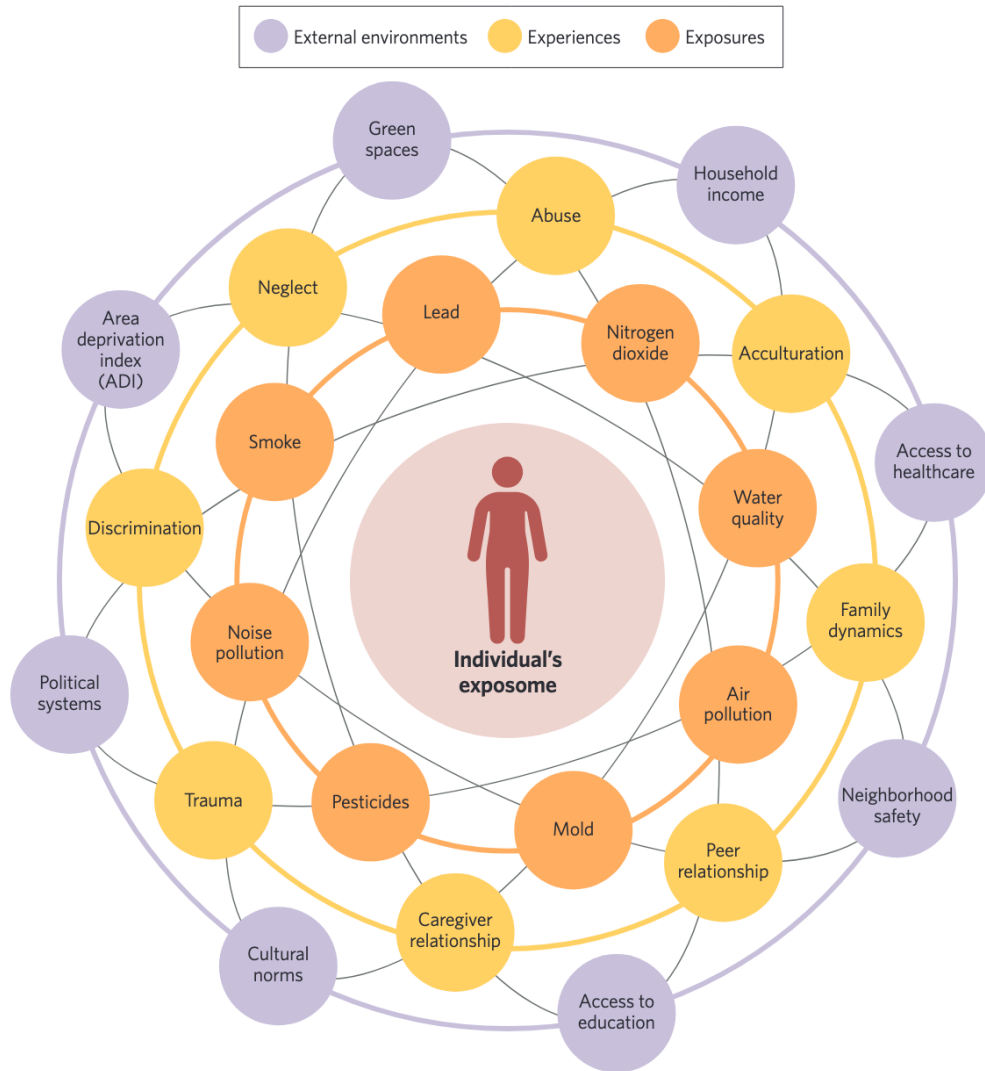 External environments
Experiences
Exposures
Green
spaces
Household
income
Abuse
Neglect
Lead
Nitrogen
dioxide
Area
deprivation
index
(ADI)
Acculturation
Smoke
Access to
healthcare
Water
quality
Discrimination
Family
dynamics
Noise
pollution
Individual's
exposome
Political
systems
Air
pollution
Trauma
Pesticides
Mold
Neighborhood
safety
Peer
relationship
Caregiver
relationship
Cultural
norms
Access to
education